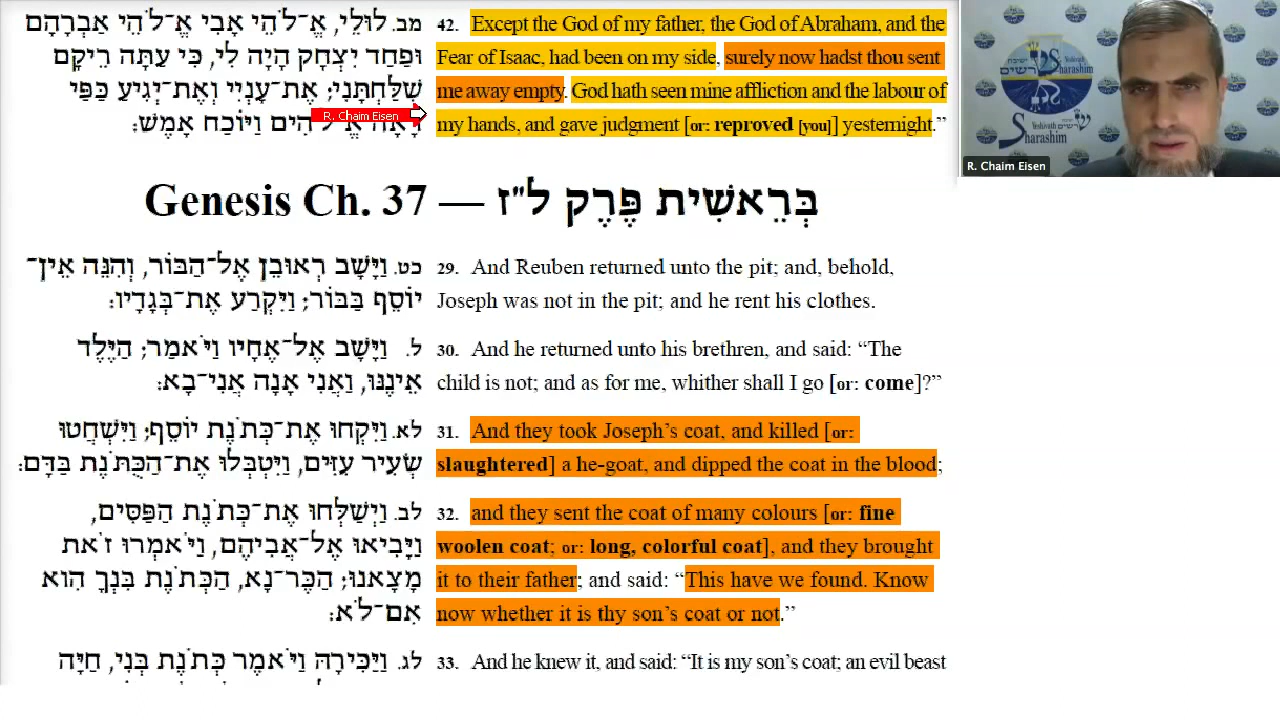 מב. לוּלֵי, אֱ־לֹהֵי אָבִי אֱ־לֹהֵי אַבְרָהָם
וּפַחַד יִצְחָק הָיָה לִי, כִּי עַתָּה רֵיקָם
שִׁלַּחְתָּנִי; אֶת־עָנְיִי וְאֶת־יְגִיעַ כַּפַּי
וַיּוֹכַח אָמֶשׁ:
R. Chaim Eisen
42. Except the God of my father, the God of Abraham, and the
Fear of Isaac, had been on my side, surely now hadst thou sent
me away empty. God hath seen mine affliction and the labour of
my hands, and gave judgment [or: reproved [you]] yesternight.”
Genesis Ch. 37 — בְּרֵאשִׁית פֶּרֶק ל"ז
כט. וַיָּשָׁב רְאוּבֵן אֶל־הַבּוֹר, וְהִנֵּה אֵין־
יוֹסֵף בַּבּוֹר; וַיִּקְרַע אֶת־בְּגָדָיו:
29. And Reuben returned unto the pit; and, behold,
Joseph was not in the pit; and he rent his clothes.
ל. וַיָּשָׁב אֶל־אֶחָיו וַיֹּאמַר; הַיֶּלֶד
אֵינֶנּוּ, וַאֲנִי אָנָה אֲנִי־בָא:
30. And he returned unto his brethren, and said: “The
child is not; and as for me, whither shall I go [or: come]?”
לא. וַיִּקְחוּ אֶת־כְּתֹנֶת יוֹסֵף; וַיִּשְׁחֲטוּ
שְׂעִיר עִזִּים, וַיִּטְבְּלוּ אֶת־הַכֻּתֹּנֶת בַּדָּם:
31. And they took Joseph’s coat, and killed [or:
slaughtered] a he-goat, and dipped the coat in the blood;
לב. וַיְשַׁלְּחוּ אֶת־כְּתֹנֶת הַפַּסִּים,
וַיָּבִיאוּ אֶל־אֲבִיהֶם, וַיֹּאמְרוּ זֹאת
מָצָאנוּ; הַכֶּר־נָא, הַכְּתֹנֶת בִּנְךָ הִוא
אִם־לֹא:
32. and they sent the coat of many colours [or: fine
woolen coat; or: long, colorful coat], and they brought
it to their father; and said: “This have we found. Know
now whether it is thy son’s coat or not.”
לג. וַיַּכִּירָהּ וַיֹּאמֶר כְּתֹנֶת בְּנִי, חַיָּה
33. And he knew it, and said: “It is my son’s coat; an evil beast
Yeshivath
Sharashim
R. Chaim Eisen